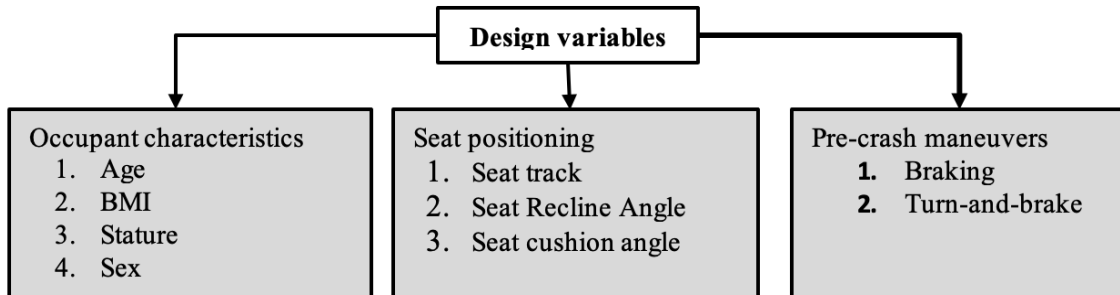 Design variables
Occupant characteristics
1. Age
2. BMI
3. Stature
4. Sex
Seat positioning
1. Seat track
2. Seat Recline Angle
3. Seat cushion angle
Pre-crash maneuvers
1. Braking
2. Turn-and-brake